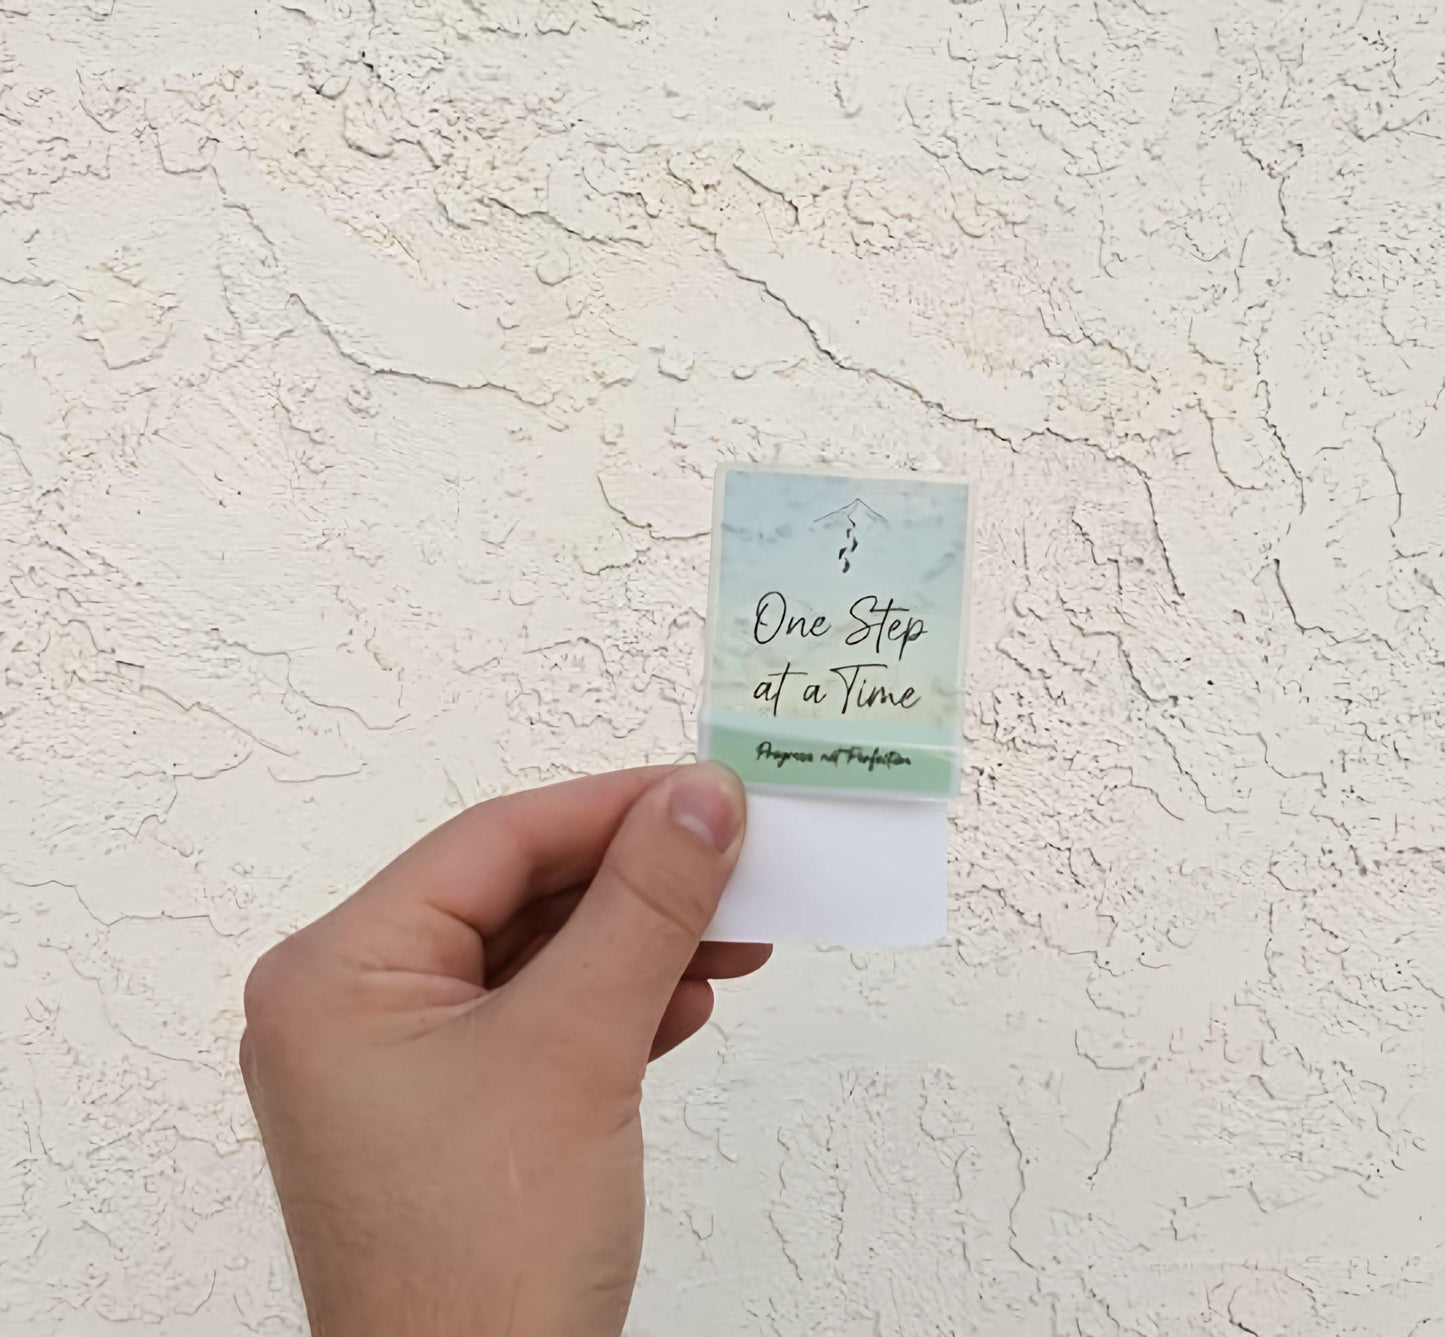 One Step
at a Time
Progress not Perfection